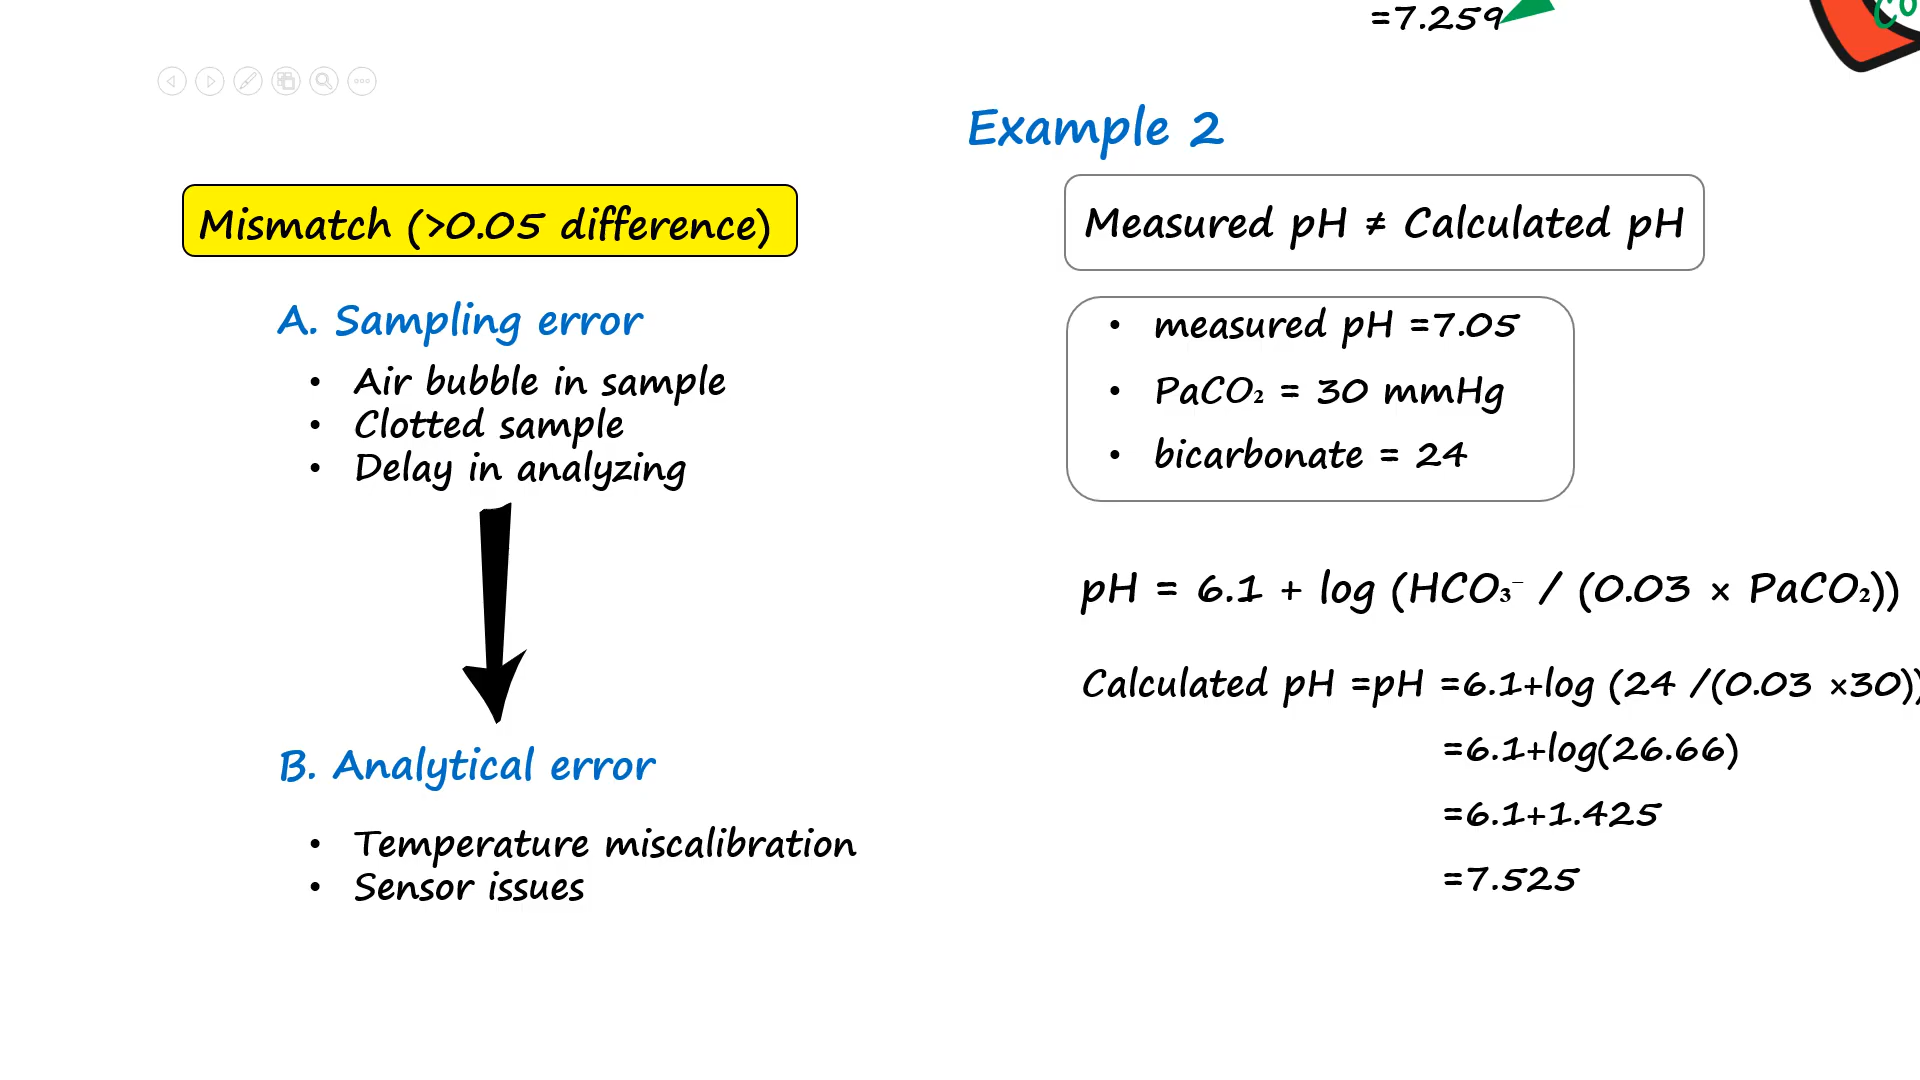 =7.259
Co
Example 2
Mismatch (>0.05 difference)
A. Sampling error
• Air bubble in sample
• Clotted sample
• Delay in analyzing
B. Analytical error
• Temperature miscalibration
• Sensor issues
Measured pH ≠ Calculated pH
• measured pH =7.05
• PaCO₂ = 30 mmHg
• bicarbonate = 24
pH = 6.1 + log (HCO₃⁻ / (0.03 × PaCO₂))
Calculated pH =pH =6.1+log (24 /(0.03 ×30))
=6.1+log(26.66)
=6.1+1.425
=7.525